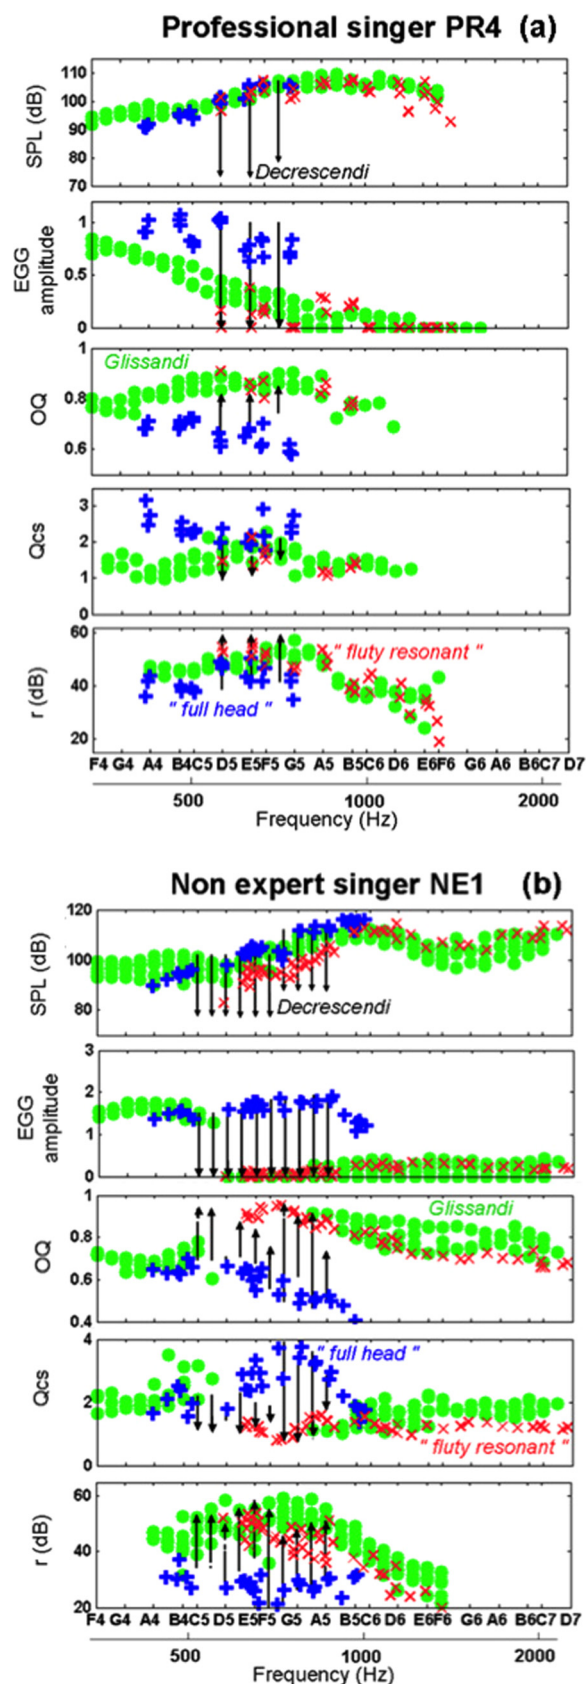 Professional singer PR4 (a)
110
100
90
80
70
SPL (dB)
Decrescendi
1
0.5
0
EGG
amplitude
Glissandi
1
0.8
0.6
OQ
3
2
1
0
Qcs
60
40
20
r (dB)
" fluty resonant "
" full head "
F4 G4 A4 B4C5 D5 E5F5 G5 A5 B5C6 D6 E6F6 G6 A6 B6C7 D7
500 1000 2000
Frequency (Hz)
Non expert singer NE1 (b)
120
100
80
SPL (dB)
Decrescendi
3
2
1
0
EGG
amplitude
1
0.8
0.6
0.4
OQ
Glissandi
4
2
0
Qcs
" full head "
" fluty resonant "
60
40
20
r (dB)
F4 G4 A4 B4C5 D5 E5F5 G5 A5 B5C6 D6 E6F6 G6 A6 B6C7 D7
500 1000 2000
Frequency (Hz)